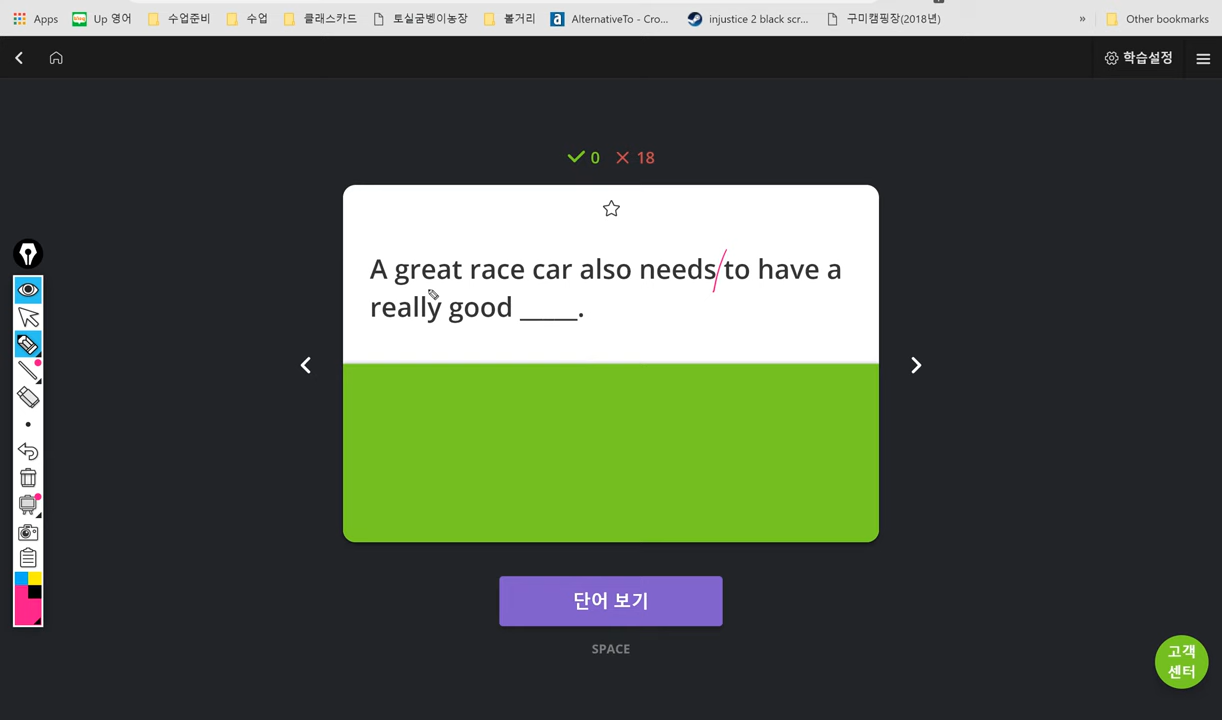 Apps
Up 영어
수업준비
수업
클래스카드
토실굼벵이농장
볼거리
AlternativeTo - Cro...
injustice 2 black scr...
구미캠핑장(2018년)
»
Other bookmarks
학습설정
0
18
A great race car also needs to have a
really good _____.
단어 보기
SPACE
고객
센터